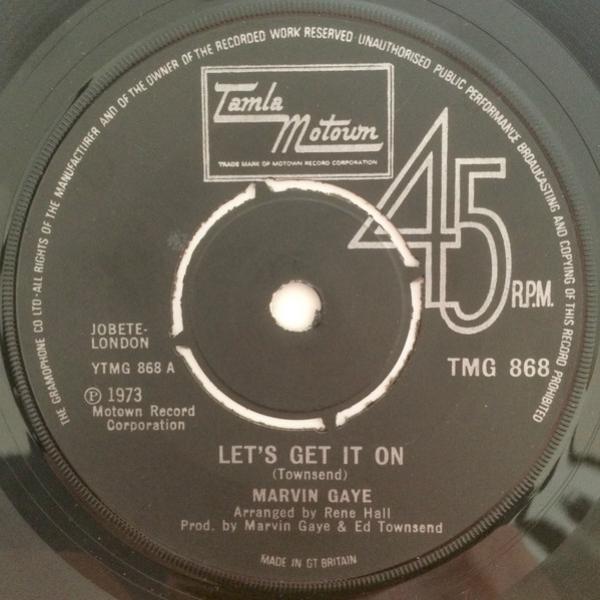 THE GRAMOPHONE CO LTD · ALL RIGHTS OF THE MANUFACTURER AND OF THE OWNER OF THE RECORDED WORK RESERVED · UNAUTHORISED PUBLIC PERFORMANCE BROADCASTING AND COPYING OF THIS RECORD PROHIBITED
Tamla
Motown
TRADE MARK OF MOTOWN RECORD CORPORATION
45
R.P.M.
JOBETE-
LONDON
YTMG 868 A
TMG 868
Ⓟ 1973
Motown Record
Corporation
LET'S GET IT ON
(Townsend)
MARVIN GAYE
Arranged by Rene Hall
Prod. by Marvin Gaye & Ed Townsend
MADE IN GT BRITAIN